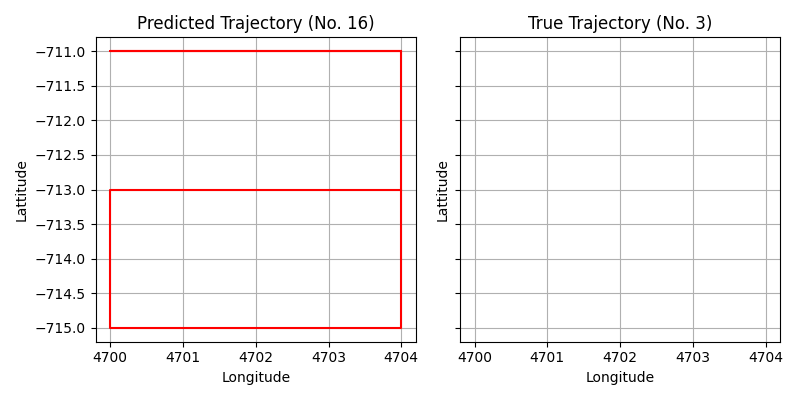 Predicted Trajectory (No. 16)
True Trajectory (No. 3)
Lattitude
−711.0
−711.5
−712.0
−712.5
−713.0
−713.5
−714.0
−714.5
−715.0
4700 4701 4702 4703 4704
Longitude
Lattitude
4700 4701 4702 4703 4704
Longitude